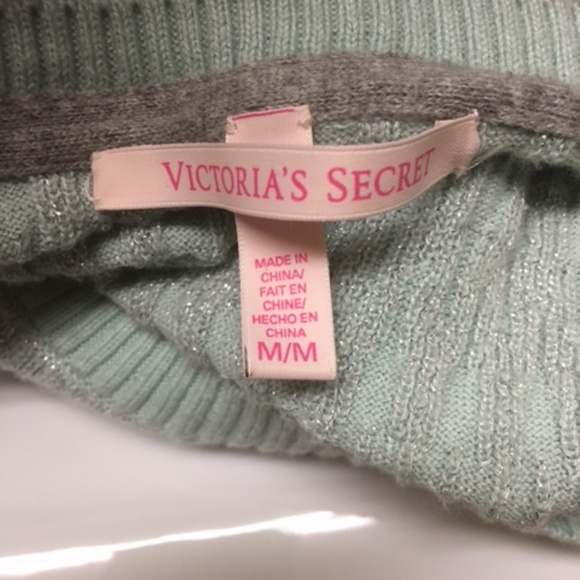 VICTORIA'S SECRET
MADE IN
CHINA/
FAIT EN
CHINE/
HECHO EN
CHINA
M/M